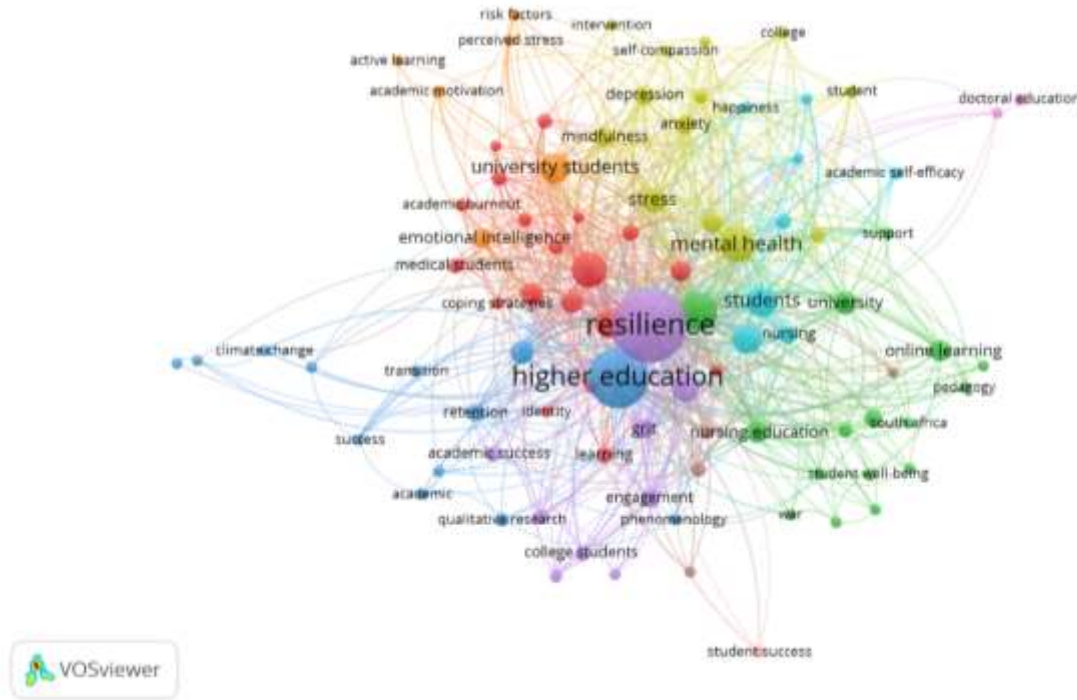 risk factors
intervention
perceived stress
college
self-compassion
active learning
academic motivation
depression
happiness
student
doctoral education
anxiety
mindfulness
university students
academic self-efficacy
stress
academic burnout
support
emotional intelligence
mental health
medical students
coping strategies
students
university
resilience
nursing
climate change
online learning
transition
higher education
pedagogy
retention
identity
south africa
grit
nursing education
success
academic success
learning
student well-being
academic
engagement
qualitative research
phenomenology
war
college students
student success
VOSviewer